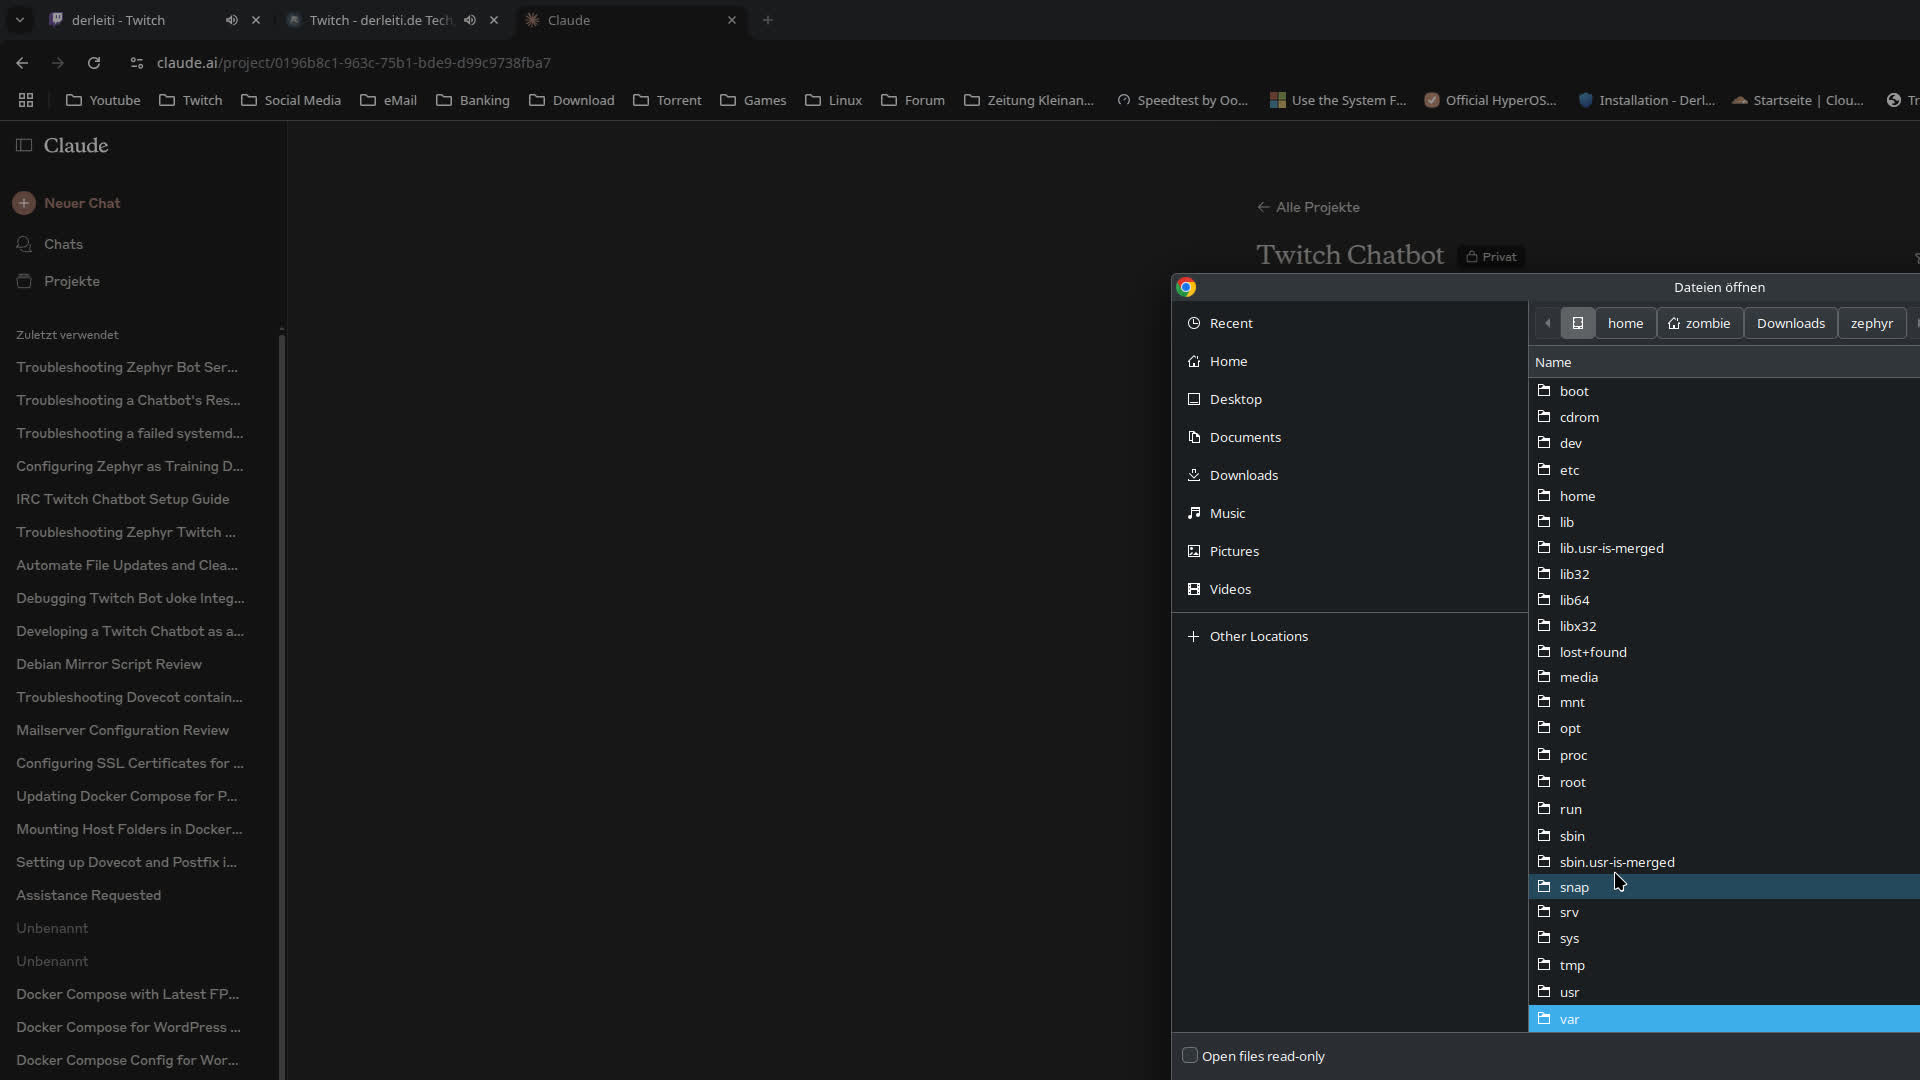 derleiti - Twitch
Twitch - derleiti.de Tech
Claude
claude.ai/project/0196b8c1-963c-75b1-bde9-d99c9738fba7
Youtube
Twitch
Social Media
eMail
Banking
Download
Torrent
Games
Linux
Forum
Zeitung Kleinan...
Speedtest by Oo...
Use the System F...
Official HyperOS...
Installation - Derl...
Startseite | Clou...
Tr
Claude
Neuer Chat
Chats
Projekte
Zuletzt verwendet
Troubleshooting Zephyr Bot Ser...
Troubleshooting a Chatbot's Res...
Troubleshooting a failed systemd...
Configuring Zephyr as Training D...
IRC Twitch Chatbot Setup Guide
Troubleshooting Zephyr Twitch ...
Automate File Updates and Clea...
Debugging Twitch Bot Joke Integ...
Developing a Twitch Chatbot as a...
Debian Mirror Script Review
Troubleshooting Dovecot contain...
Mailserver Configuration Review
Configuring SSL Certificates for ...
Updating Docker Compose for P...
Mounting Host Folders in Docker...
Setting up Dovecot and Postfix i...
Assistance Requested
Unbenannt
Unbenannt
Docker Compose with Latest FP...
Docker Compose for WordPress ...
Docker Compose Config for Wor...
Alle Projekte
Twitch Chatbot
Privat
Dateien öffnen
Recent
Home
Desktop
Documents
Downloads
Music
Pictures
Videos
Other Locations
home
zombie
Downloads
zephyr
Name
boot
cdrom
dev
etc
home
lib
lib.usr-is-merged
lib32
lib64
libx32
lost+found
media
mnt
opt
proc
root
run
sbin
sbin.usr-is-merged
snap
srv
sys
tmp
usr
var
Open files read-only